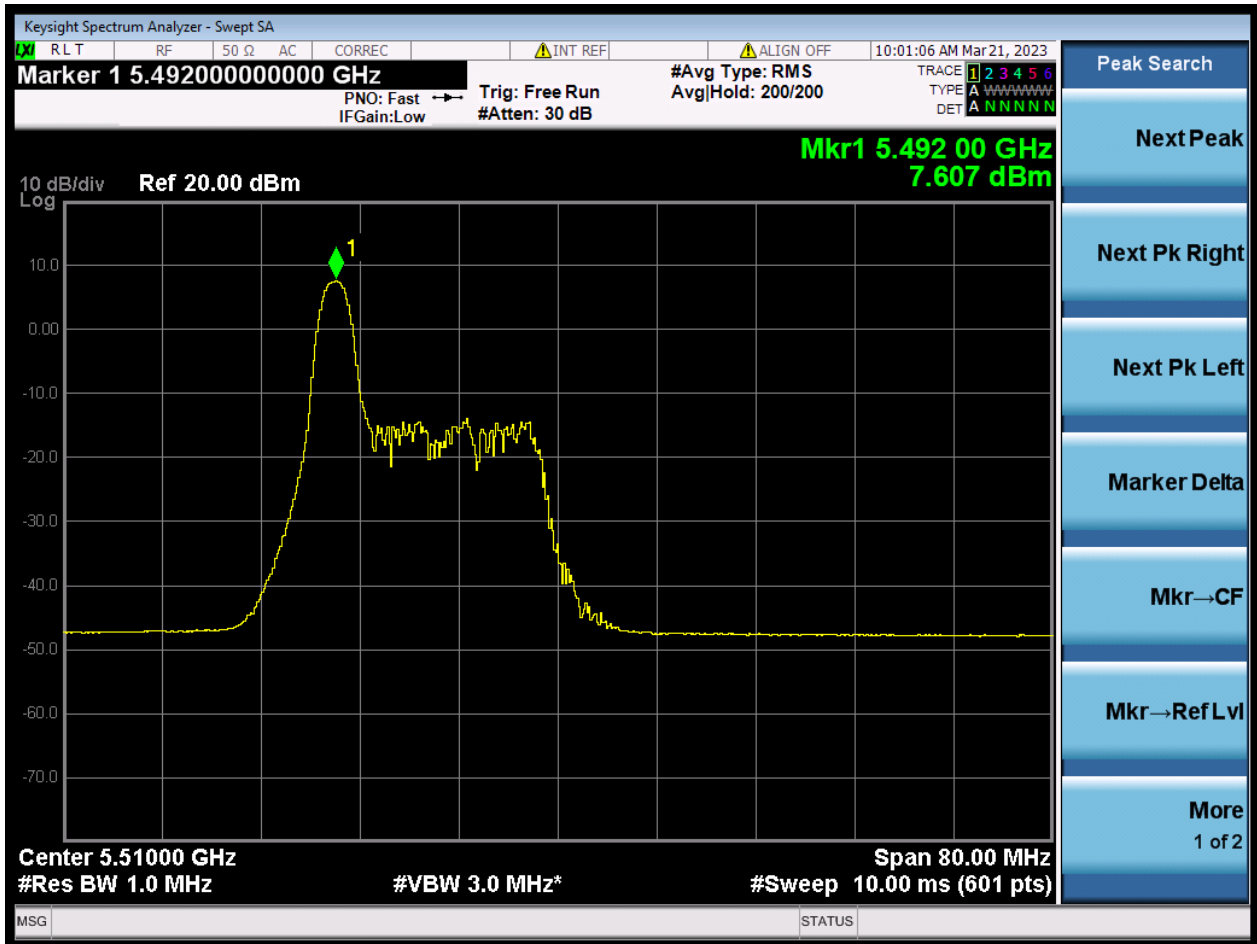 Keysight Spectrum Analyzer - Swept SA
LXI RLT RF 50 Ω AC CORREC INT REF ALIGN OFF 10:01:06 AM Mar 21, 2023
Marker 1 5.492000000000 GHz
PNO: Fast
IFGain:Low
Trig: Free Run
#Atten: 30 dB
#Avg Type: RMS
Avg|Hold: 200/200
TRACE 1 2 3 4 5 6
TYPE A WWWWW
DET A N N N N N
Mkr1 5.492 00 GHz
7.607 dBm
10 dB/div Ref 20.00 dBm
Log
1
10.0
0.00
-10.0
-20.0
-30.0
-40.0
-50.0
-60.0
-70.0
Center 5.51000 GHz Span 80.00 MHz
#Res BW 1.0 MHz #VBW 3.0 MHz* #Sweep 10.00 ms (601 pts)
MSG STATUS
Peak Search
Next Peak
Next Pk Right
Next Pk Left
Marker Delta
Mkr→CF
Mkr→Ref Lvl
More
1 of 2